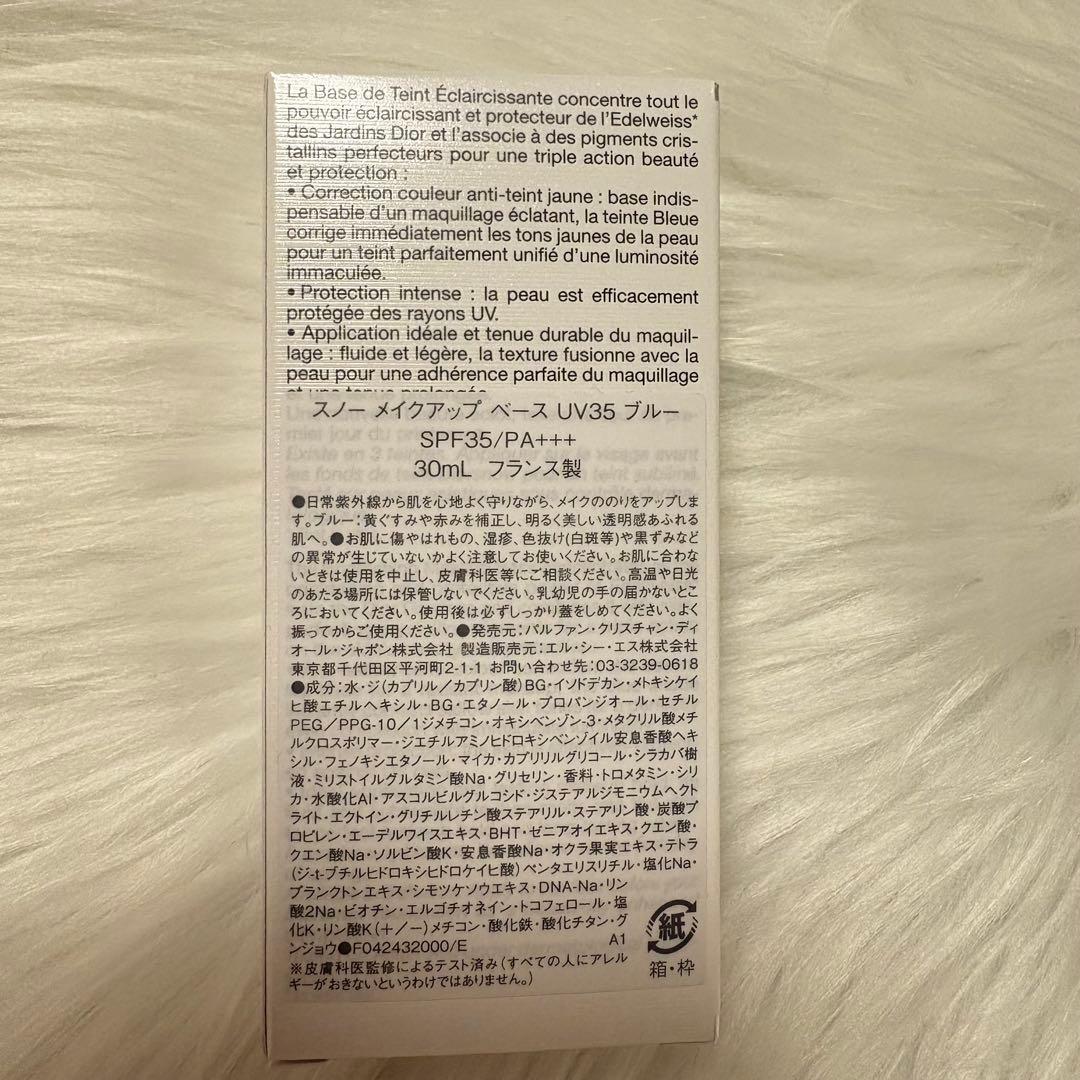 La Base de Teint Éclaircissante concentre tout le
pouvoir éclaircissant et protecteur de l'Edelweiss*
des Jardins Dior et l'associe à des pigments cris-
tallins perfecteurs pour une triple action beauté
et protection :
• Correction couleur anti-teint jaune : base indis-
pensable d'un maquillage éclatant, la teinte Bleue
corrige immédiatement les tons jaunes de la peau
pour un teint parfaitement unifié d'une luminosité
immaculée.
• Protection intense : la peau est efficacement
protégée des rayons UV.
• Application idéale et tenue durable du maquil-
lage : fluide et légère, la texture fusionne avec la
peau pour une adhérence parfaite du maquillage
et une tenue prolongée
スノー メイクアップ ベース UV35 ブルー
SPF35/PA+++
30mL フランス製
●日常紫外線から肌を心地よく守りながら、メイクののりをアップしま
す。ブルー：黄ぐすみや赤みを補正し、明るく美しい透明感あふれる
肌へ。●お肌に傷やはれもの、湿疹、色抜け(白斑等)や黒ずみなど
の異常が生じていないかよく注意してお使いください。お肌に合わな
いときは使用を中止し、皮膚科医等にご相談ください。高温や日光
のあたる場所には保管しないでください。乳幼児の手の届かないとこ
ろにおいてください。使用後は必ずしっかり蓋をしめてください。よく
振ってからご使用ください。●発売元：パルファン・クリスチャン・ディ
オール・ジャポン株式会社 製造販売元：エル・シー・エス株式会社
東京都千代田区平河町2-1-1 お問い合わせ先：03-3239-0618
●成分：水・ジ(カプリル/カプリン酸)BG・イソドデカン・メトキシケイ
ヒ酸エチルヘキシル・BG・エタノール・プロパンジオール・セチル
PEG/PPG-10/1ジメチコン・オキシベンゾン-3・メタクリル酸メチ
ルクロスポリマー・ジエチルアミノヒドロキシベンゾイル安息香酸ヘキ
シル・フェノキシエタノール・マイカ・カプリリルグリコール・シラカバ樹
液・ミリストイルグルタミン酸Na・グリセリン・香料・トロメタミン・シリ
カ・水酸化Al・アスコルビルグルコシド・ジステアルジモニウムヘクト
ライト・エクトイン・グリチルレチン酸ステアリル・ステアリン酸・炭酸プ
ロピレン・エーデルワイスエキス・BHT・ゼニアオイエキス・クエン酸・
クエン酸Na・ソルビン酸K・安息香酸Na・オクラ果実エキス・テトラ
(ジ-t-ブチルヒドロキシヒドロケイヒ酸)ペンタエリスリチル・塩化Na・
プランクトンエキス・シモツケソウエキス・DNA-Na・リン
酸2Na・ビオチン・エルゴチオネイン・トコフェロール・塩
化K・リン酸K(+/-)メチコン・酸化鉄・酸化チタン・グ
ンジョウ●F042432000/E A1
※皮膚科医監修によるテスト済み(すべての人にアレル
ギーがおきないというわけではありません。)
紙
箱・枠